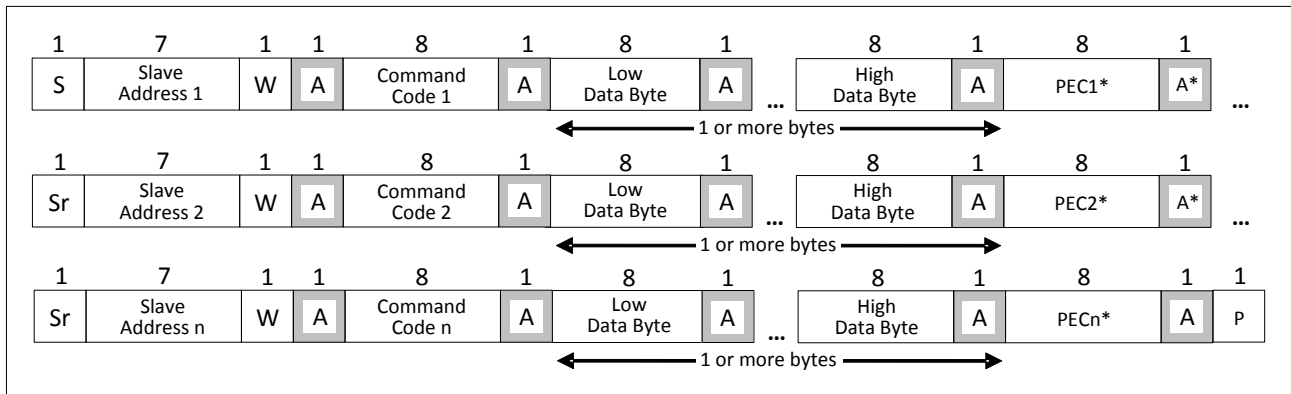 1 7 1 1 8 1 8 1 8 1 8 1
S Slave Address 1 W A Command Code 1 A Low Data Byte A ... High Data Byte A PEC1* A* ...
1 or more bytes
1 7 1 1 8 1 8 1 8 1 8 1
Sr Slave Address 2 W A Command Code 2 A Low Data Byte A ... High Data Byte A PEC2* A* ...
1 or more bytes
1 7 1 1 8 1 8 1 8 1 8 1 1
Sr Slave Address n W A Command Code n A Low Data Byte A ... High Data Byte A PECn* A P
1 or more bytes